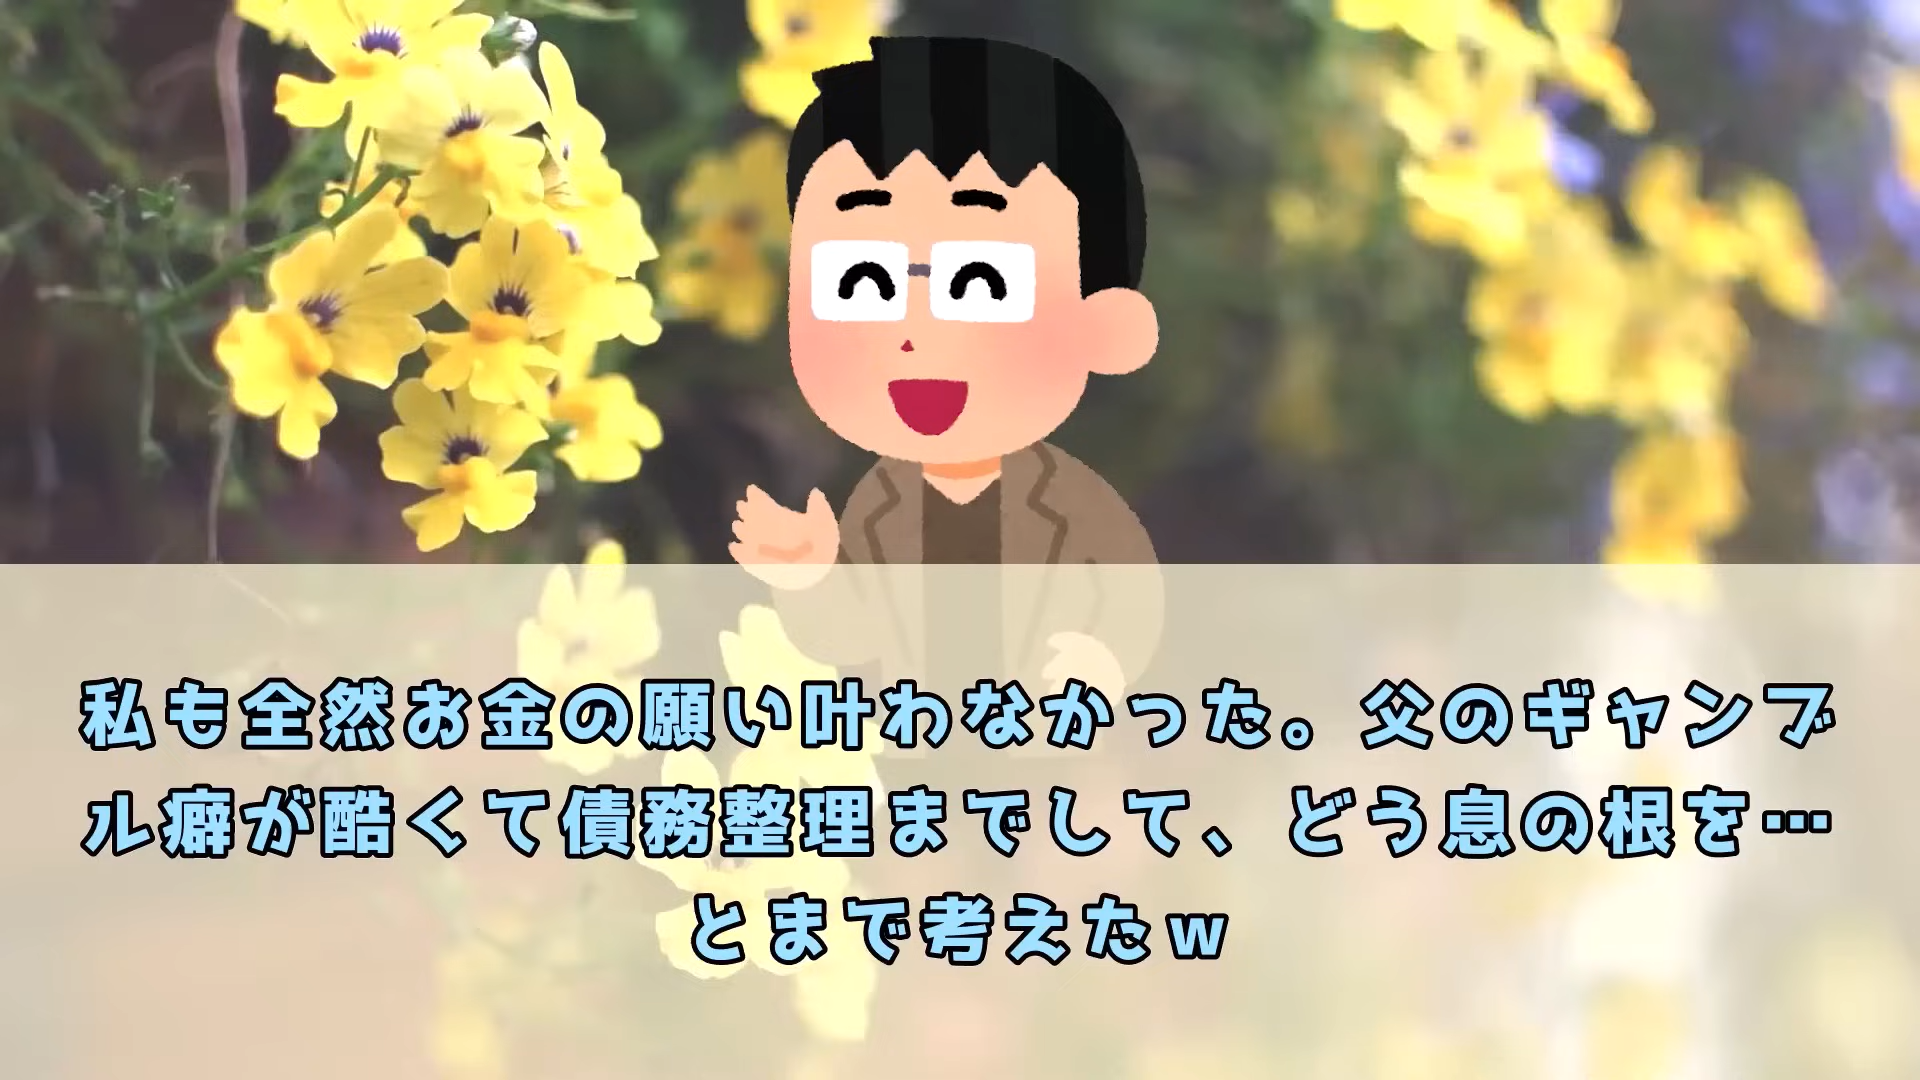 私も全然お金の願い叶わなかった。父のギャンブ
ル癖が酷くて債務整理までして、どう息の根を…
とまで考えたｗ